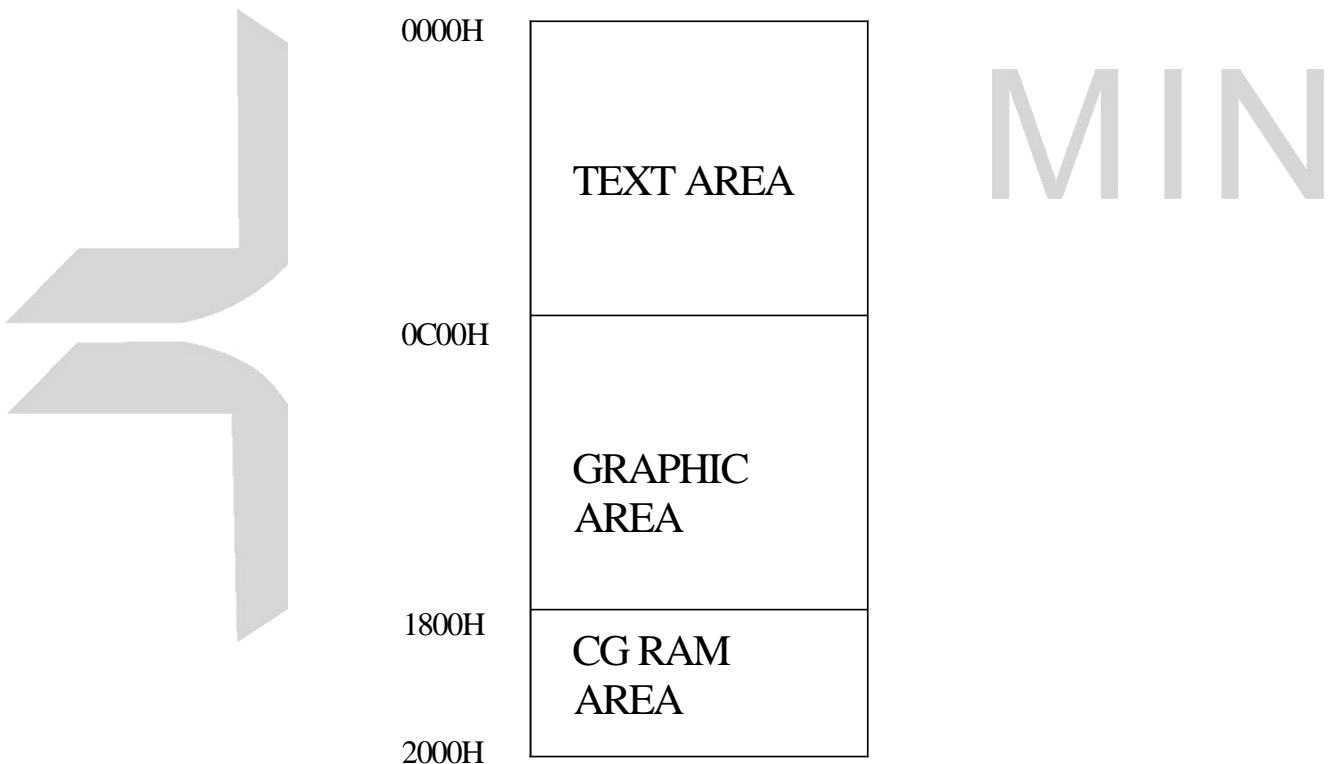 0000H
TEXT AREA
MIN
0C00H
GRAPHIC
AREA
1800H
CG RAM
AREA
2000H